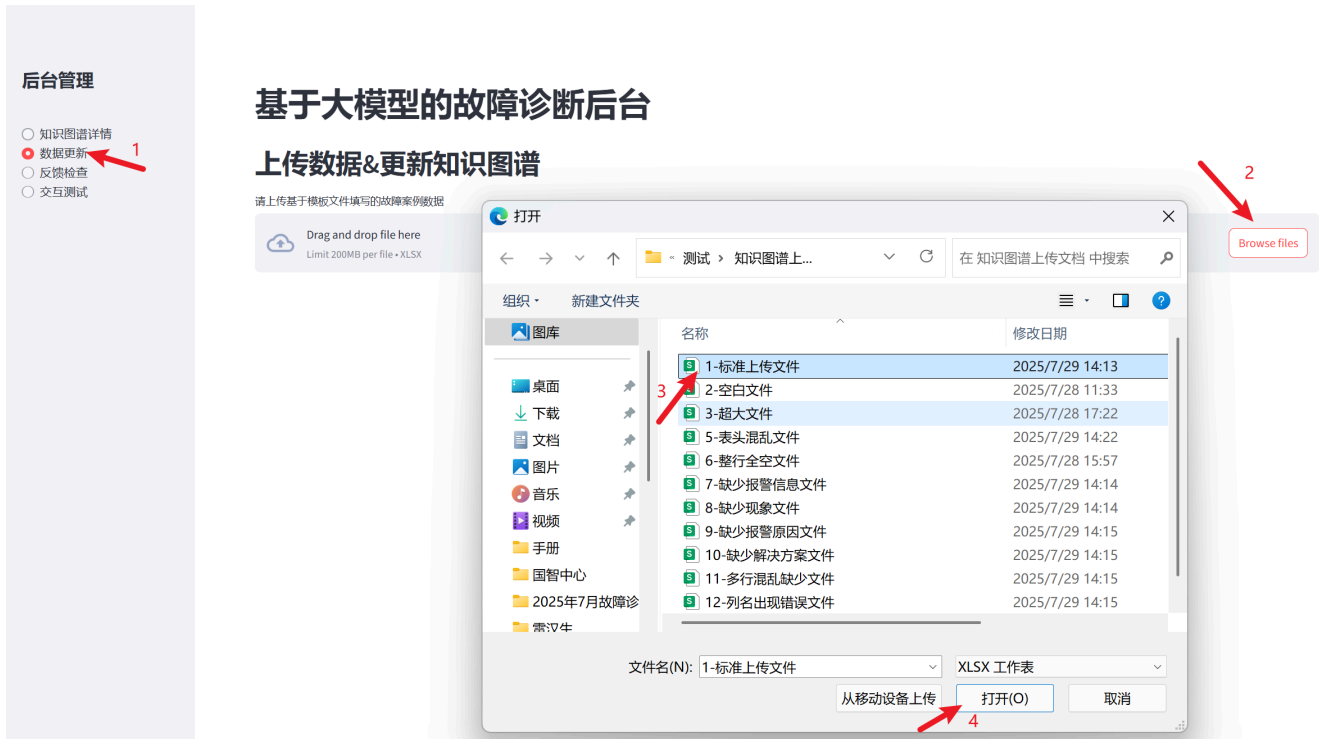 后台管理
知识图谱详情
数据更新
1
反馈检查
交互测试
基于大模型的故障诊断后台
上传数据&更新知识图谱
2
请上传基于模板文件填写的故障案例数据
Drag and drop file here
Limit 200MB per file • XLSX
Browse files
打开
« 测试 › 知识图谱上...
在 知识图谱上传文档 中搜索
组织
新建文件夹
图库
桌面
下载
文档
图片
音乐
视频
手册
国智中心
2025年7月故障诊
雷汉生
名称 修改日期
3
1-标准上传文件 2025/7/29 14:13
2-空白文件 2025/7/28 11:33
3-超大文件 2025/7/28 17:22
5-表头混乱文件 2025/7/29 14:22
6-整行全空文件 2025/7/28 15:57
7-缺少报警信息文件 2025/7/29 14:14
8-缺少现象文件 2025/7/29 14:14
9-缺少报警原因文件 2025/7/29 14:15
10-缺少解决方案文件 2025/7/29 14:15
11-多行混乱缺少文件 2025/7/29 14:15
12-列名出现错误文件 2025/7/29 14:15
文件名(N): 1-标准上传文件
XLSX 工作表
从移动设备上传
打开(O)
取消
4